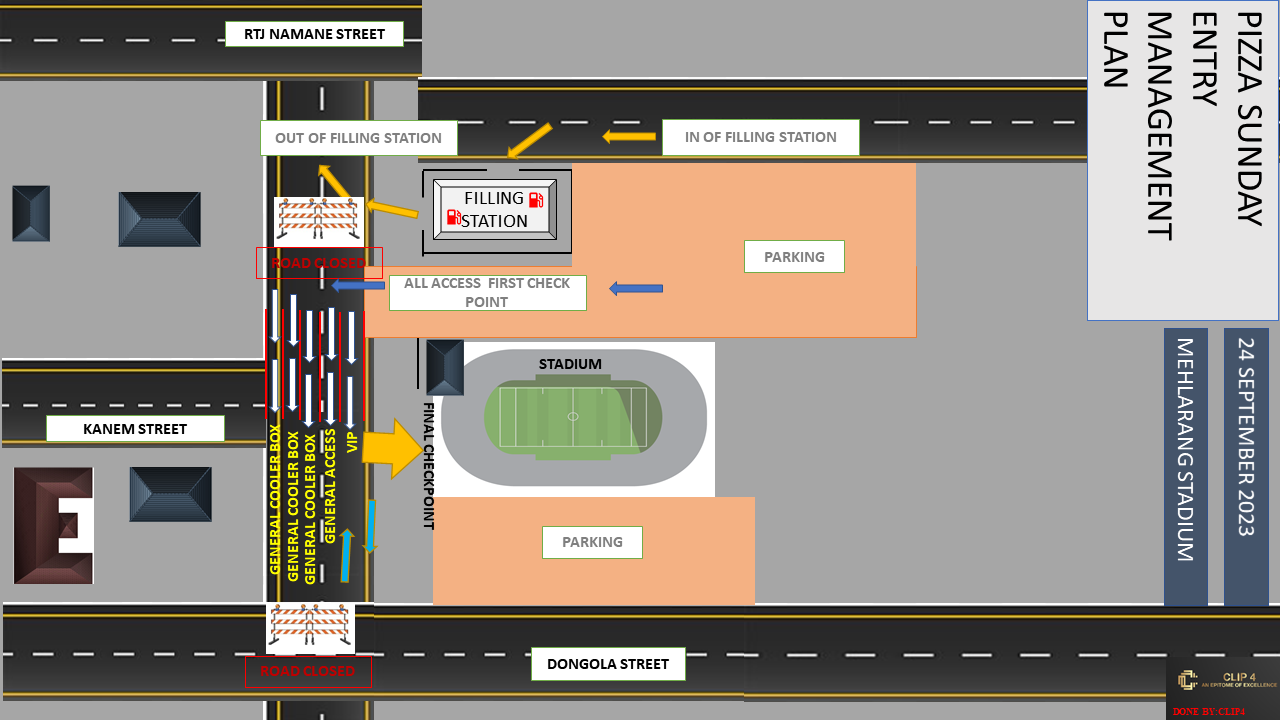 RTJ NAMANE STREET
OUT OF FILLING STATION
IN OF FILLING STATION
FILLING
STATION
ROAD CLOSED
PARKING
ALL ACCESS FIRST CHECK
POINT
STADIUM
KANEM STREET
GENERAL COOLER BOX
GENERAL COOLER BOX
GENERAL COOLER BOX
GENERAL ACCESS
VIP
FINAL CHECKPOINT
PARKING
ROAD CLOSED
DONGOLA STREET
PIZZA SUNDAY
ENTRY
MANAGEMENT
PLAN
24 SEPTEMBER 2023
MEHLARANG STADIUM
CLIP 4
AN EPITOME OF EXCELLENCE
DONE BY:CLIP4